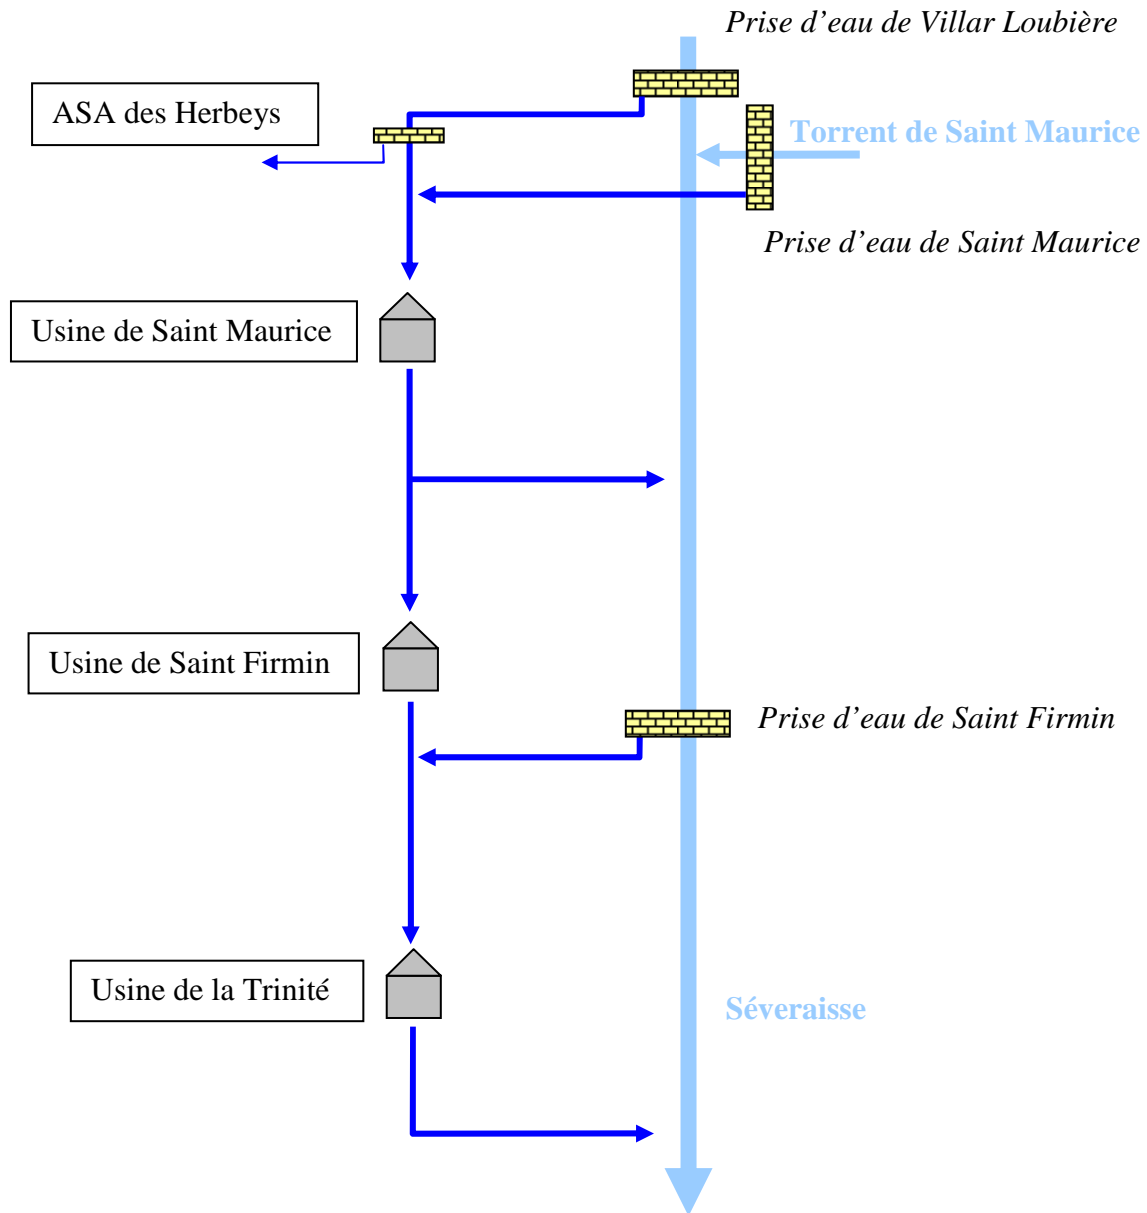 Prise d’eau de Villar Loubière
ASA des Herbeys
Torrent de Saint Maurice
Prise d’eau de Saint Maurice
Usine de Saint Maurice
Usine de Saint Firmin
Prise d’eau de Saint Firmin
Usine de la Trinité
Séveraisse